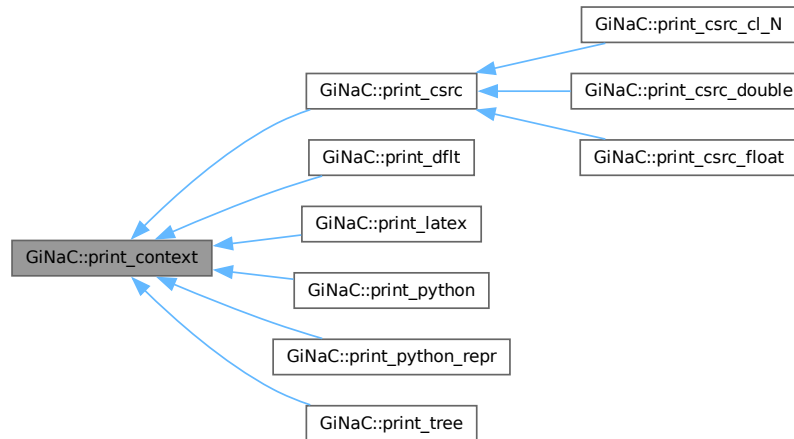 GiNaC::print_csrc_cl_N
GiNaC::print_csrc
GiNaC::print_csrc_double
GiNaC::print_csrc_float
GiNaC::print_dflt
GiNaC::print_latex
GiNaC::print_context
GiNaC::print_python
GiNaC::print_python_repr
GiNaC::print_tree